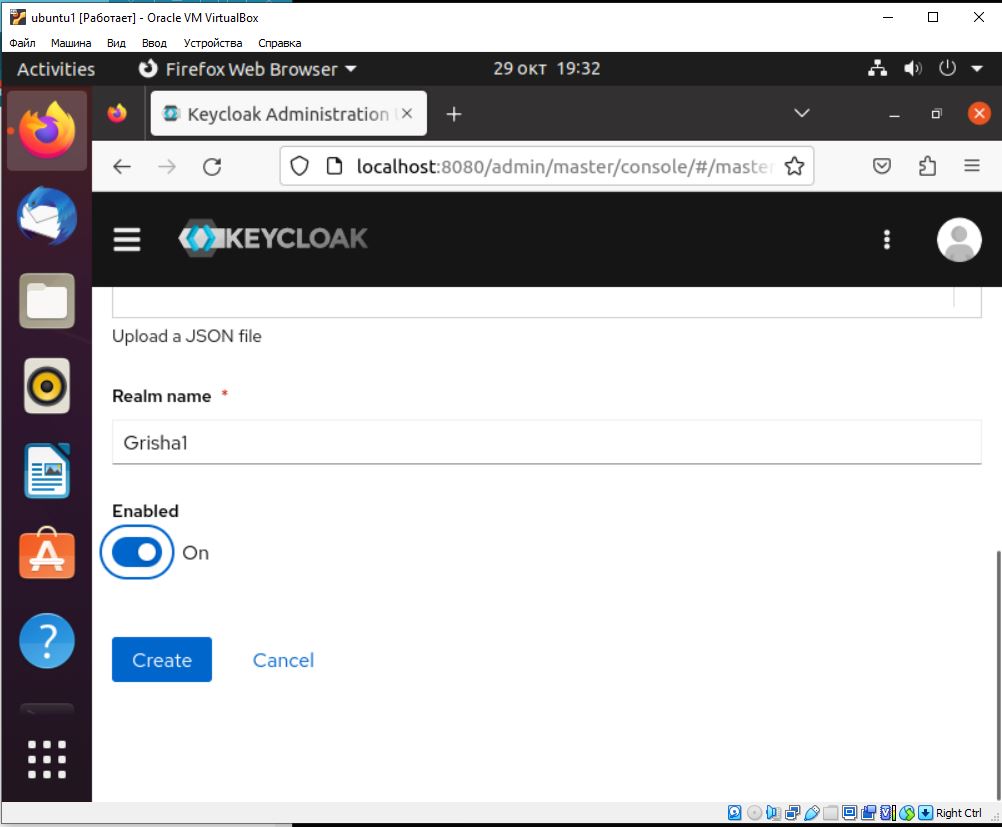 ubuntu1 [Работает] - Oracle VM VirtualBox
Файл Машина Вид Ввод Устройства Справка
Activities Firefox Web Browser 29 окт 19:32
Keycloak Administration
localhost:8080/admin/master/console/#/master
KEYCLOAK
Upload a JSON file
Realm name *
Grisha1
Enabled
On
Create Cancel
Right Ctrl